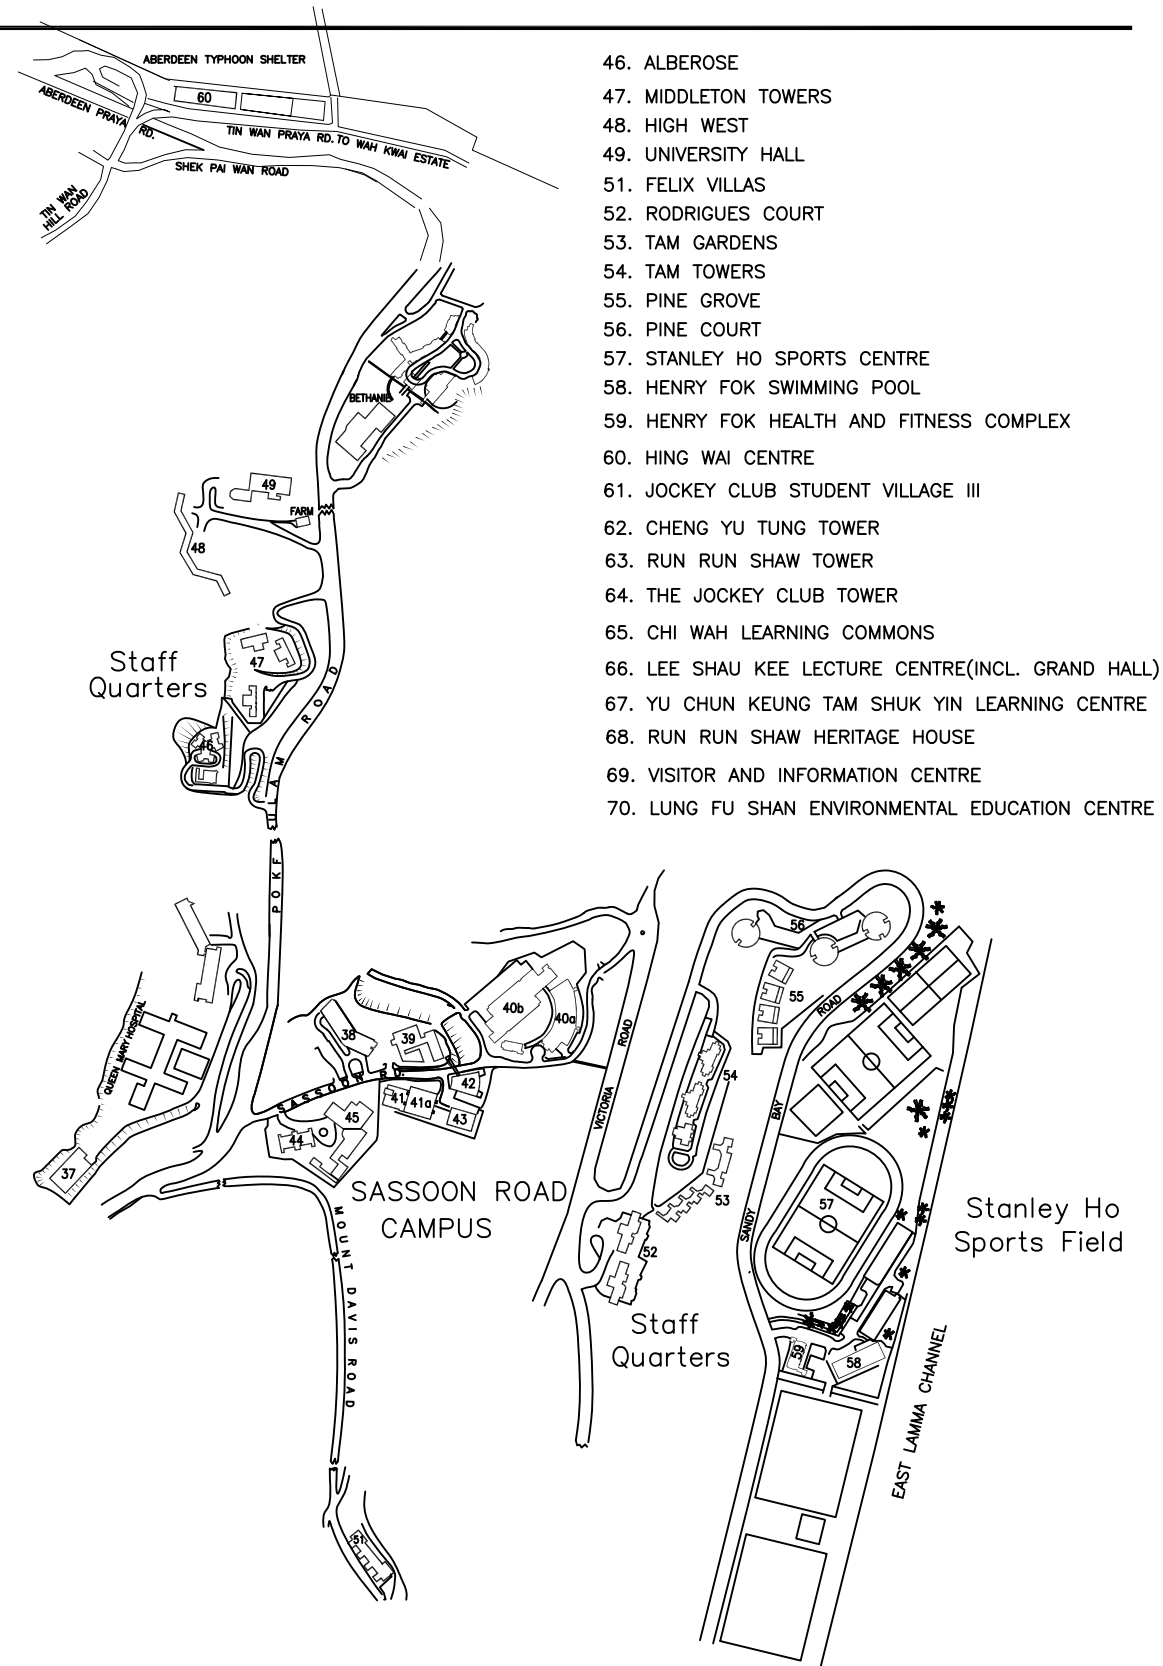 ABERDEEN TYPHOON SHELTER
60
ABERDEEN PRAYA RD.
TIN WAN PRAYA RD. TO WAH KWAI ESTATE
SHEK PAI WAN ROAD
TIN WAN
HILL ROAD
46. ALBEROSE
47. MIDDLETON TOWERS
48. HIGH WEST
49. UNIVERSITY HALL
51. FELIX VILLAS
52. RODRIGUES COURT
53. TAM GARDENS
54. TAM TOWERS
55. PINE GROVE
56. PINE COURT
57. STANLEY HO SPORTS CENTRE
58. HENRY FOK SWIMMING POOL
59. HENRY FOK HEALTH AND FITNESS COMPLEX
60. HING WAI CENTRE
61. JOCKEY CLUB STUDENT VILLAGE III
62. CHENG YU TUNG TOWER
63. RUN RUN SHAW TOWER
64. THE JOCKEY CLUB TOWER
65. CHI WAH LEARNING COMMONS
66. LEE SHAU KEE LECTURE CENTRE(INCL. GRAND HALL)
67. YU CHUN KEUNG TAM SHUK YIN LEARNING CENTRE
68. RUN RUN SHAW HERITAGE HOUSE
69. VISITOR AND INFORMATION CENTRE
70. LUNG FU SHAN ENVIRONMENTAL EDUCATION CENTRE
BETHANIE
49
FARM
48
47
Staff
Quarters
46
POKFULAM ROAD
QUEEN MARY HOSPITAL
37
38
39
40b
40a
SASSOON RD.
41
41a
42
43
44
45
SASSOON ROAD
CAMPUS
MOUNT DAVIS ROAD
51
VICTORIA ROAD
56
55
54
53
52
Staff
Quarters
SANDY BAY ROAD
57
Stanley Ho
Sports Field
59
58
EAST LAMMA CHANNEL